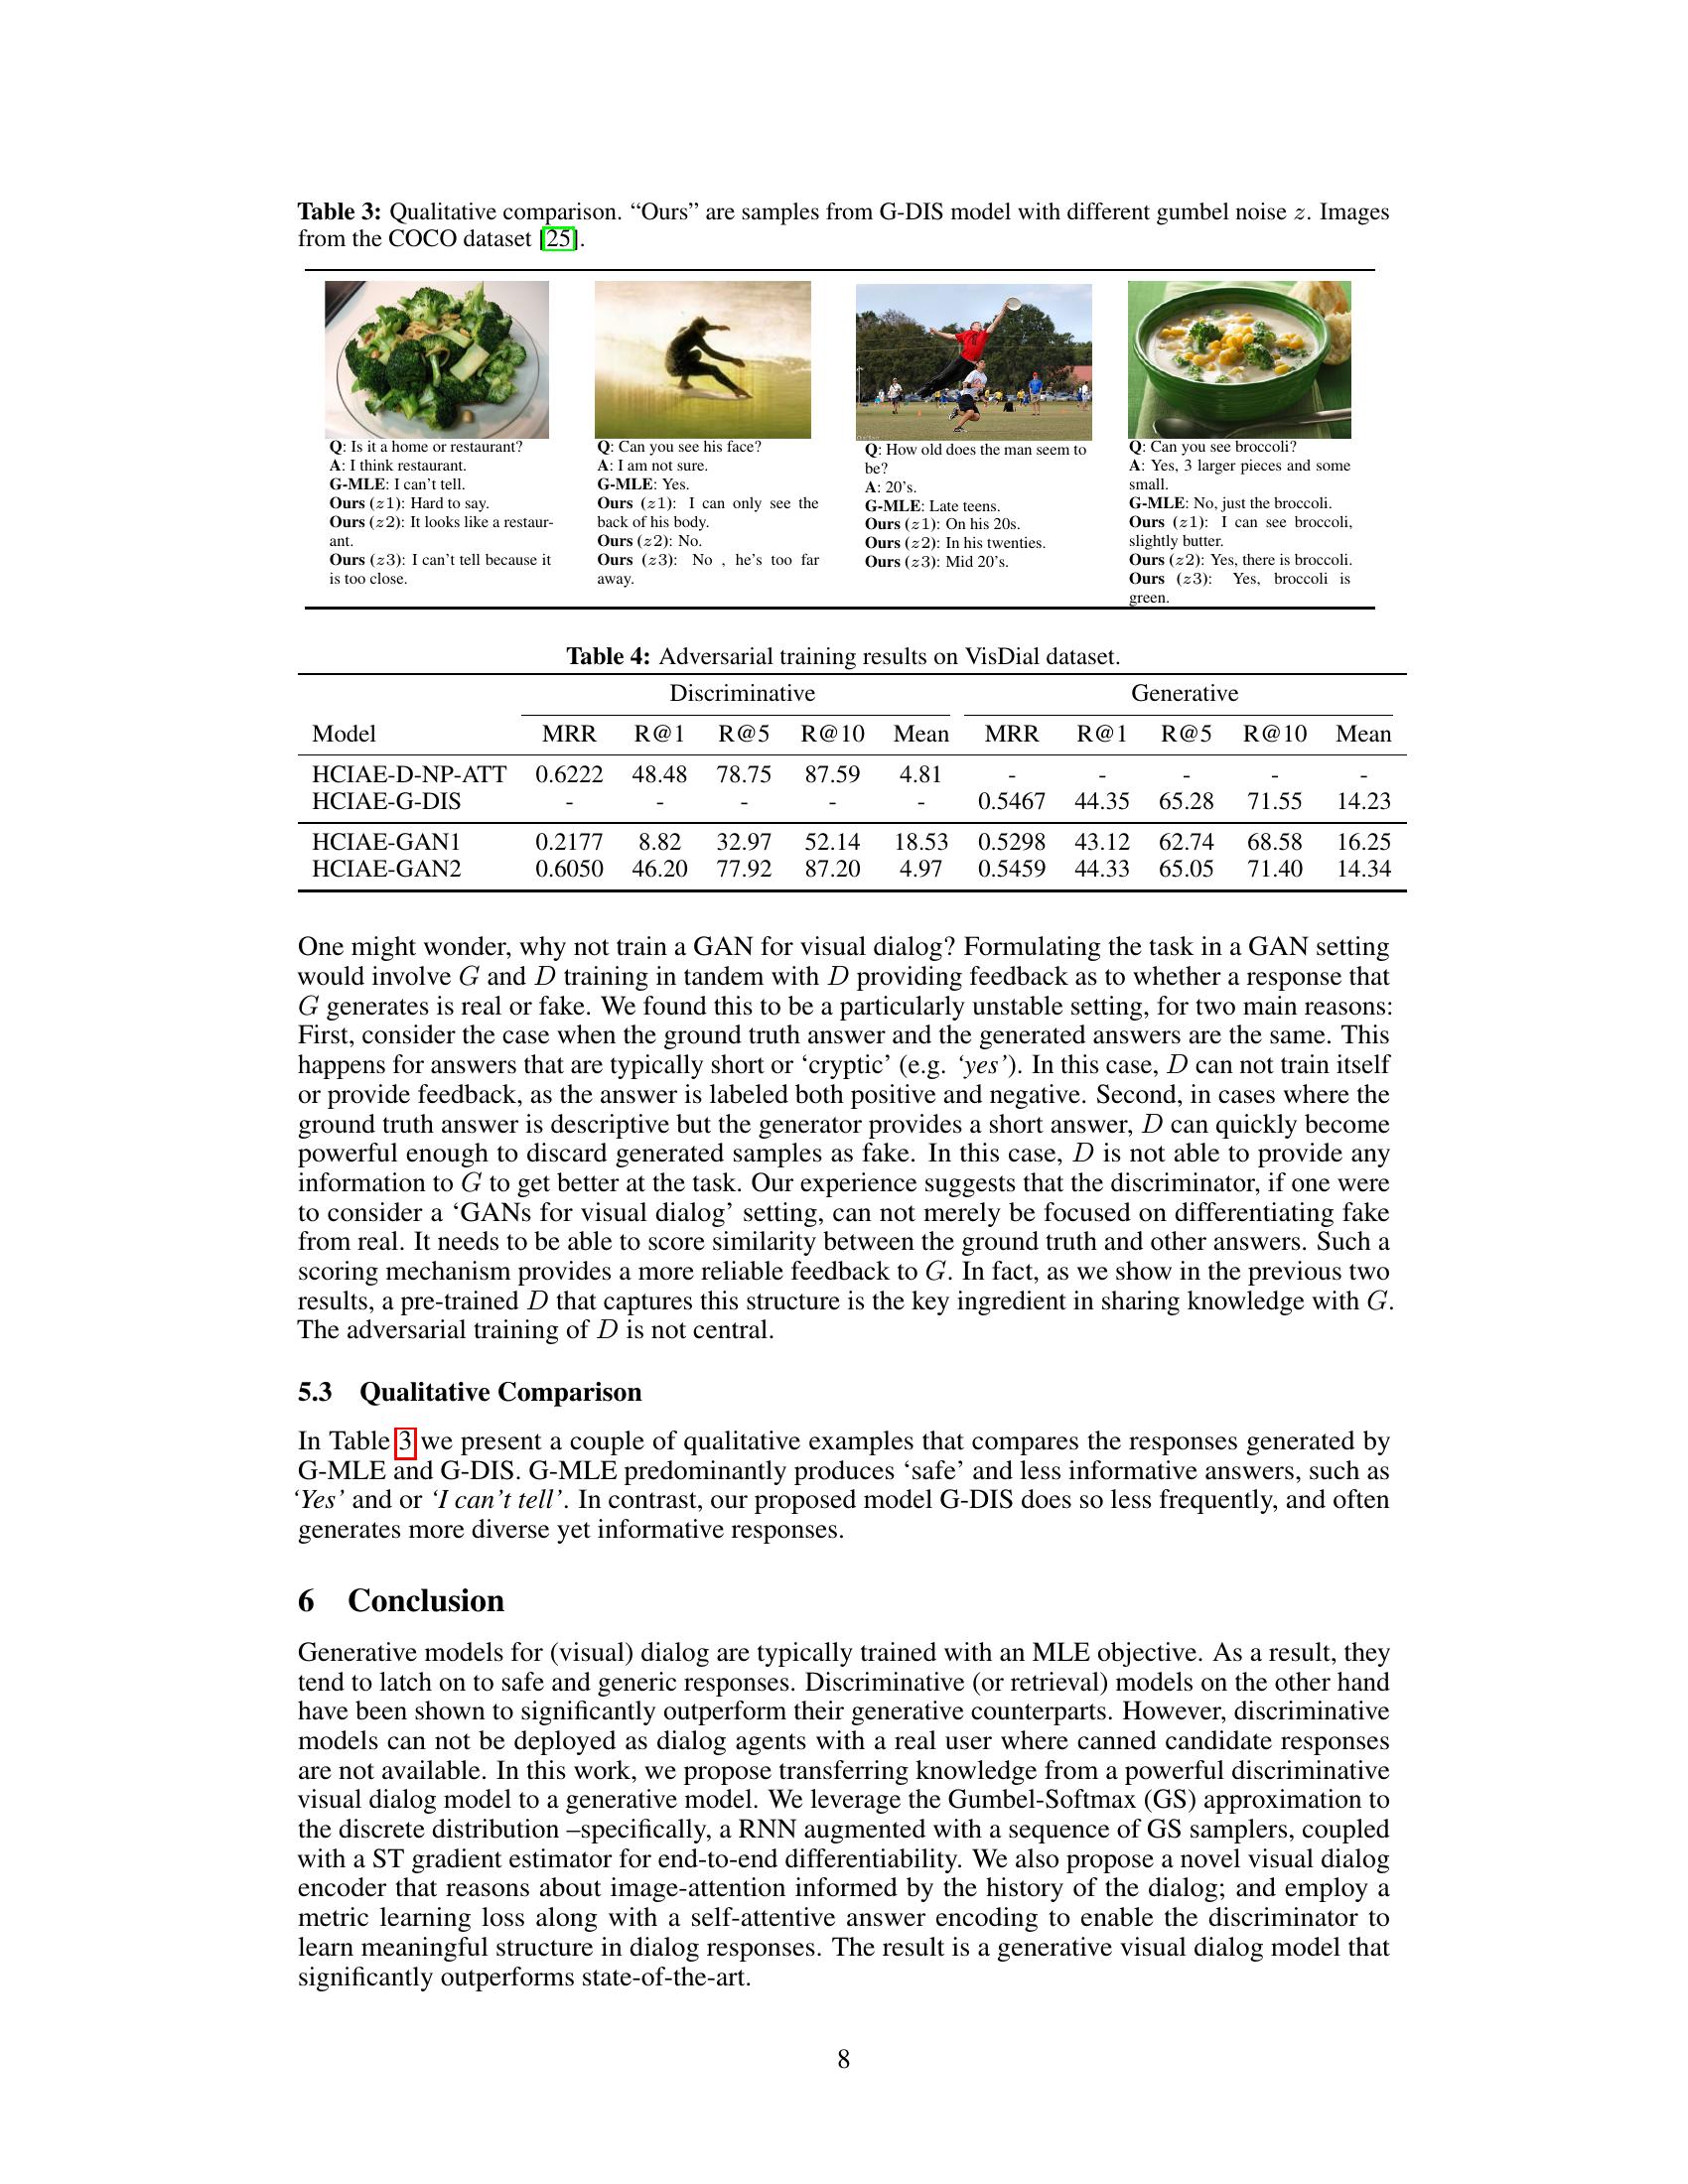 Table 3: Qualitative comparison. “Ours” are samples from G-DIS model with different gumbel noise z. Images
from the COCO dataset [25].
Q: Is it a home or restaurant?
A: I think restaurant.
G-MLE: I can't tell.
Ours (z1): Hard to say.
Ours (z2): It looks like a restaur-
ant.
Ours (z3): I can't tell because it
is too close.
Q: Can you see his face?
A: I am not sure.
G-MLE: Yes.
Ours (z1): I can only see the
back of his body.
Ours (z2): No.
Ours (z3): No , he's too far
away.
Q: How old does the man seem to
be?
A: 20's.
G-MLE: Late teens.
Ours (z1): On his 20s.
Ours (z2): In his twenties.
Ours (z3): Mid 20's.
Q: Can you see broccoli?
A: Yes, 3 larger pieces and some
small.
G-MLE: No, just the broccoli.
Ours (z1): I can see broccoli,
slightly butter.
Ours (z2): Yes, there is broccoli.
Ours (z3): Yes, broccoli is
green.
Table 4: Adversarial training results on VisDial dataset.
Discriminative Generative
Model MRR R@1 R@5 R@10 Mean MRR R@1 R@5 R@10 Mean
HCIAE-D-NP-ATT 0.6222 48.48 78.75 87.59 4.81 - - - - -
HCIAE-G-DIS - - - - - 0.5467 44.35 65.28 71.55 14.23
HCIAE-GAN1 0.2177 8.82 32.97 52.14 18.53 0.5298 43.12 62.74 68.58 16.25
HCIAE-GAN2 0.6050 46.20 77.92 87.20 4.97 0.5459 44.33 65.05 71.40 14.34
One might wonder, why not train a GAN for visual dialog? Formulating the task in a GAN setting
would involve G and D training in tandem with D providing feedback as to whether a response that
G generates is real or fake. We found this to be a particularly unstable setting, for two main reasons:
First, consider the case when the ground truth answer and the generated answers are the same. This
happens for answers that are typically short or ‘cryptic’ (e.g. ‘yes’). In this case, D can not train itself
or provide feedback, as the answer is labeled both positive and negative. Second, in cases where the
ground truth answer is descriptive but the generator provides a short answer, D can quickly become
powerful enough to discard generated samples as fake. In this case, D is not able to provide any
information to G to get better at the task. Our experience suggests that the discriminator, if one were
to consider a ‘GANs for visual dialog’ setting, can not merely be focused on differentiating fake
from real. It needs to be able to score similarity between the ground truth and other answers. Such a
scoring mechanism provides a more reliable feedback to G. In fact, as we show in the previous two
results, a pre-trained D that captures this structure is the key ingredient in sharing knowledge with G.
The adversarial training of D is not central.
5.3 Qualitative Comparison
In Table 3 we present a couple of qualitative examples that compares the responses generated by
G-MLE and G-DIS. G-MLE predominantly produces ‘safe’ and less informative answers, such as
‘Yes’ and or ‘I can’t tell’. In contrast, our proposed model G-DIS does so less frequently, and often
generates more diverse yet informative responses.
6 Conclusion
Generative models for (visual) dialog are typically trained with an MLE objective. As a result, they
tend to latch on to safe and generic responses. Discriminative (or retrieval) models on the other hand
have been shown to significantly outperform their generative counterparts. However, discriminative
models can not be deployed as dialog agents with a real user where canned candidate responses
are not available. In this work, we propose transferring knowledge from a powerful discriminative
visual dialog model to a generative model. We leverage the Gumbel-Softmax (GS) approximation to
the discrete distribution –specifically, a RNN augmented with a sequence of GS samplers, coupled
with a ST gradient estimator for end-to-end differentiability. We also propose a novel visual dialog
encoder that reasons about image-attention informed by the history of the dialog; and employ a
metric learning loss along with a self-attentive answer encoding to enable the discriminator to
learn meaningful structure in dialog responses. The result is a generative visual dialog model that
significantly outperforms state-of-the-art.
8